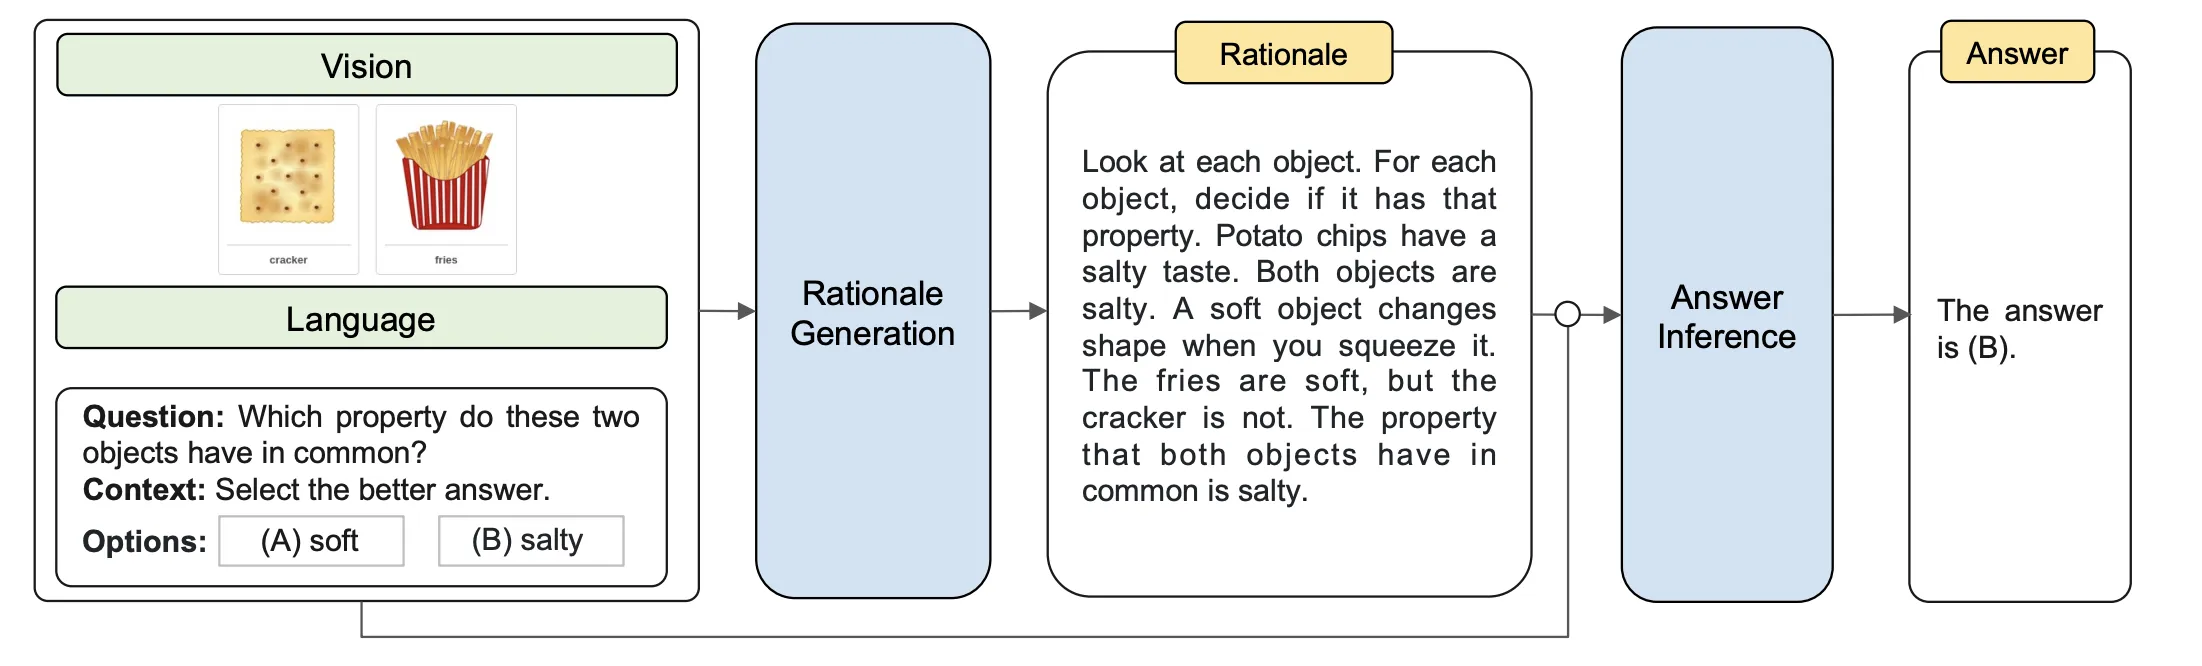 Vision
cracker
fries
Language
Question: Which property do these two
objects have in common?
Context: Select the better answer.
Options: (A) soft (B) salty
Rationale
Generation
Rationale
Look at each object. For each
object, decide if it has that
property. Potato chips have a
salty taste. Both objects are
salty. A soft object changes
shape when you squeeze it.
The fries are soft, but the
cracker is not. The property
that both objects have in
common is salty.
Answer
Inference
Answer
The answer
is (B).